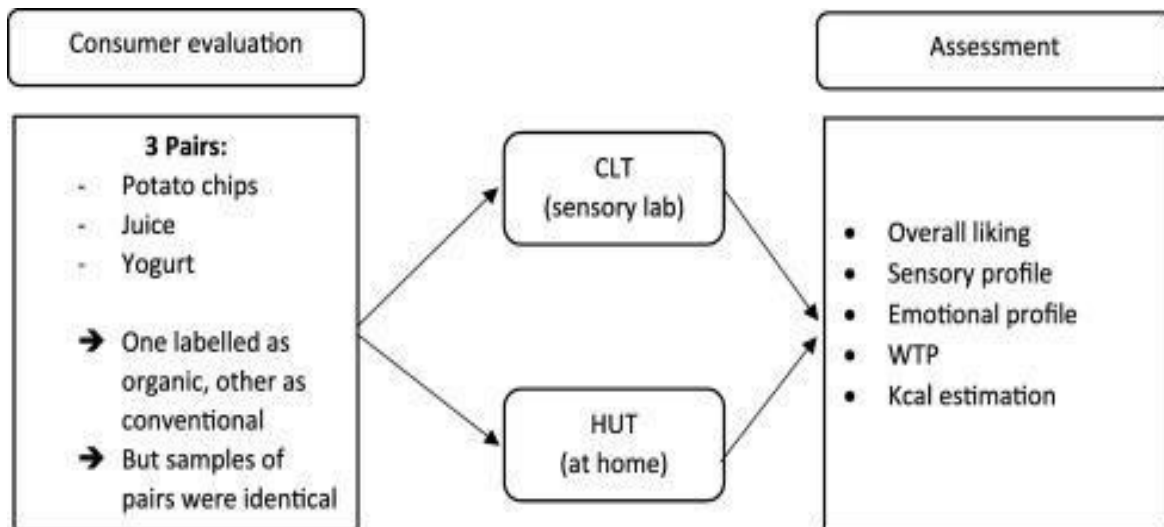 Consumer evaluation
3 Pairs:
- Potato chips
- Juice
- Yogurt
➔ One labelled as
organic, other as
conventional
➔ But samples of
pairs were identical
CLT
(sensory lab)
HUT
(at home)
Assessment
• Overall liking
• Sensory profile
• Emotional profile
• WTP
• Kcal estimation